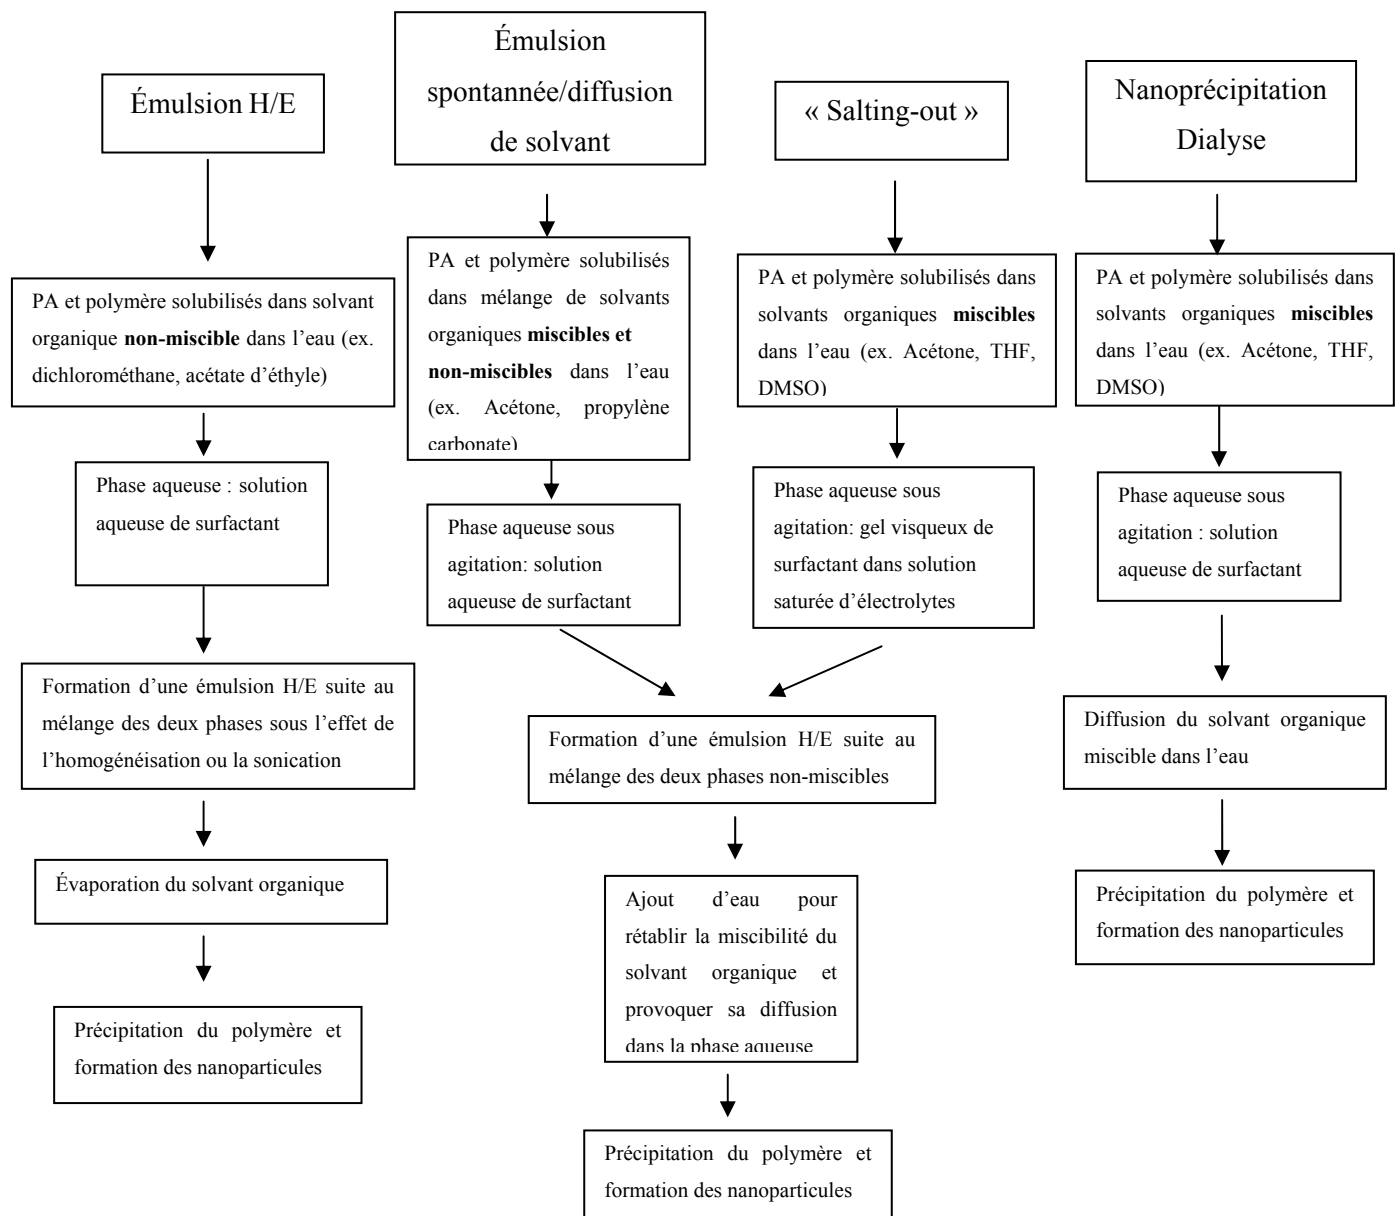 Émulsion H/E
PA et polymère solubilisés dans solvant
organique non-miscible dans l’eau (ex.
dichlorométhane, acétate d’éthyle)
Phase aqueuse : solution
aqueuse de surfactant
Formation d’une émulsion H/E suite au
mélange des deux phases sous l’effet de
l’homogénéisation ou la sonication
Évaporation du solvant organique
Précipitation du polymère et
formation des nanoparticules
Émulsion
spontannée/diffusion
de solvant
PA et polymère solubilisés
dans mélange de solvants
organiques miscibles et
non-miscibles dans l’eau
(ex. Acétone, propylène
carbonate)
Phase aqueuse sous
agitation: solution
aqueuse de surfactant
« Salting-out »
PA et polymère solubilisés dans
solvants organiques miscibles
dans l’eau (ex. Acétone, THF,
DMSO)
Phase aqueuse sous
agitation: gel visqueux de
surfactant dans solution
saturée d’électrolytes
Formation d’une émulsion H/E suite au
mélange des deux phases non-miscibles
Ajout d’eau pour
rétablir la miscibilité du
solvant organique et
provoquer sa diffusion
dans la phase aqueuse
Précipitation du polymère et
formation des nanoparticules
Nanoprécipitation
Dialyse
PA et polymère solubilisés dans
solvants organiques miscibles
dans l’eau (ex. Acétone, THF,
DMSO)
Phase aqueuse sous
agitation : solution
aqueuse de surfactant
Diffusion du solvant organique
miscible dans l’eau
Précipitation du polymère et
formation des nanoparticules